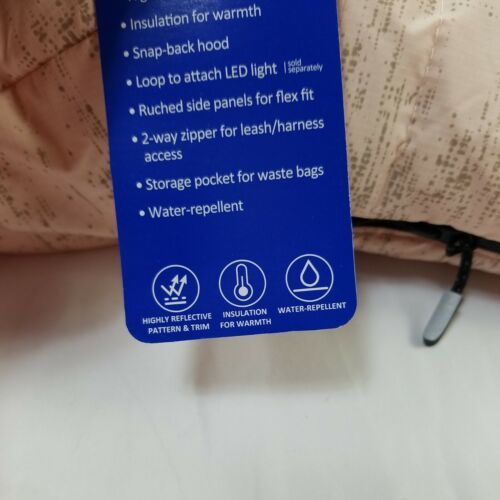 • Insulation for warmth
• Snap-back hood
• Loop to attach LED light | sold separately
• Ruched side panels for flex fit
• 2-way zipper for leash/harness
access
• Storage pocket for waste bags
• Water-repellent
HIGHLY REFLECTIVE
PATTERN & TRIM
INSULATION
FOR WARMTH
WATER-REPELLENT